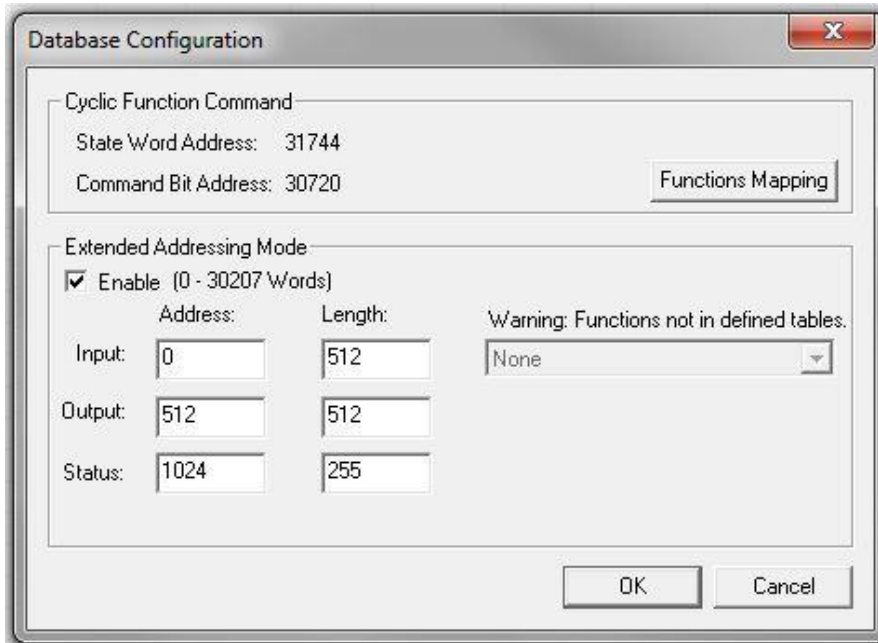 Database Configuration
Cyclic Function Command
State Word Address: 31744
Command Bit Address: 30720
Functions Mapping
Extended Addressing Mode
Enable (0 - 30207 Words)
Address: Length: Warning: Functions not in defined tables.
Input: 0 512 None
Output: 512 512
Status: 1024 255
OK Cancel